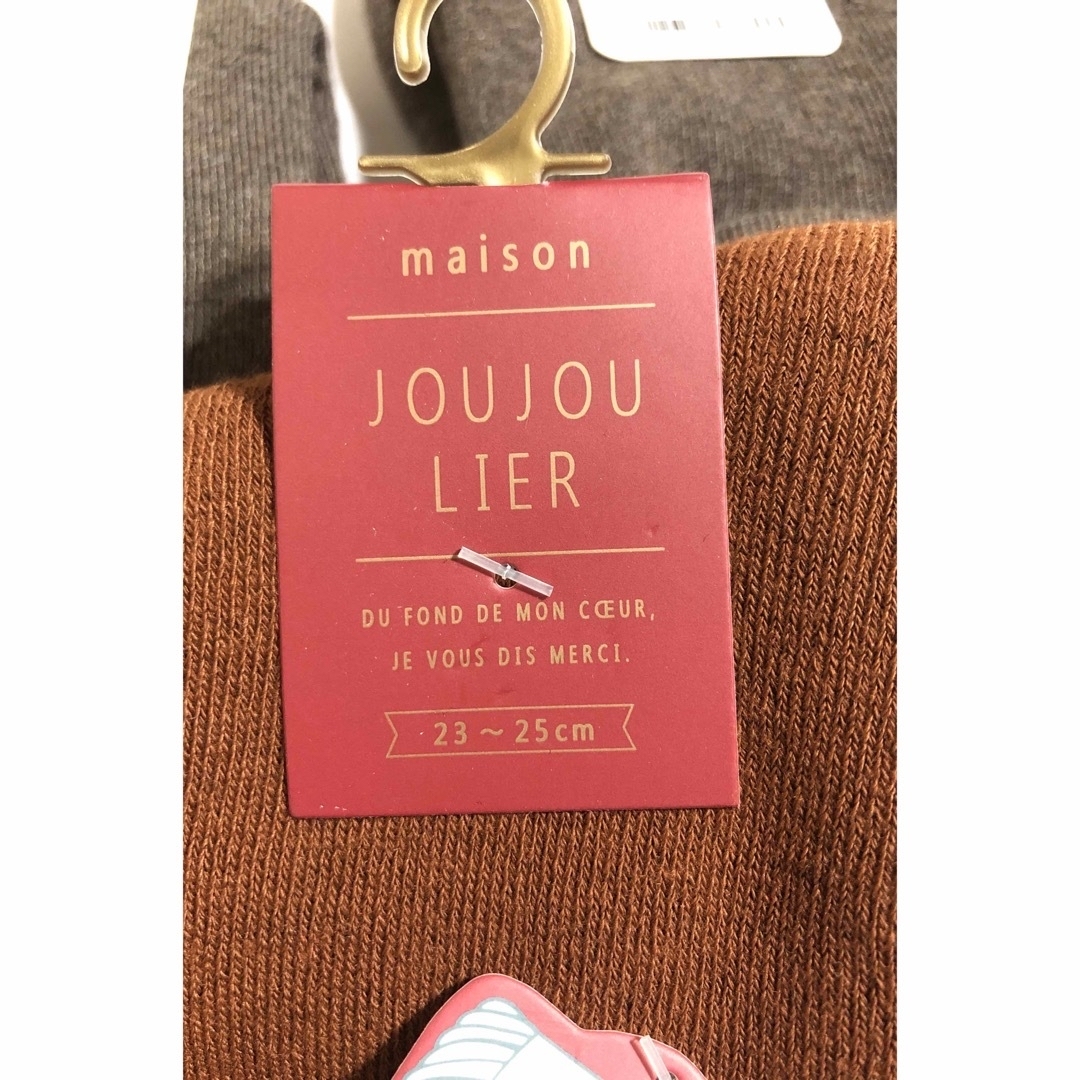 maison
JOUJOU
LIER
DU FOND DE MON CŒUR,
JE VOUS DIS MERCI.
23～25cm